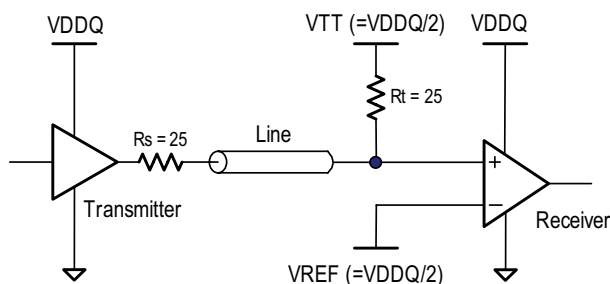 VDDQ
VTT (=VDDQ/2)
VDDQ
Rt = 25
Rs = 25
Line
+
−
Transmitter
Receiver
VREF (=VDDQ/2)